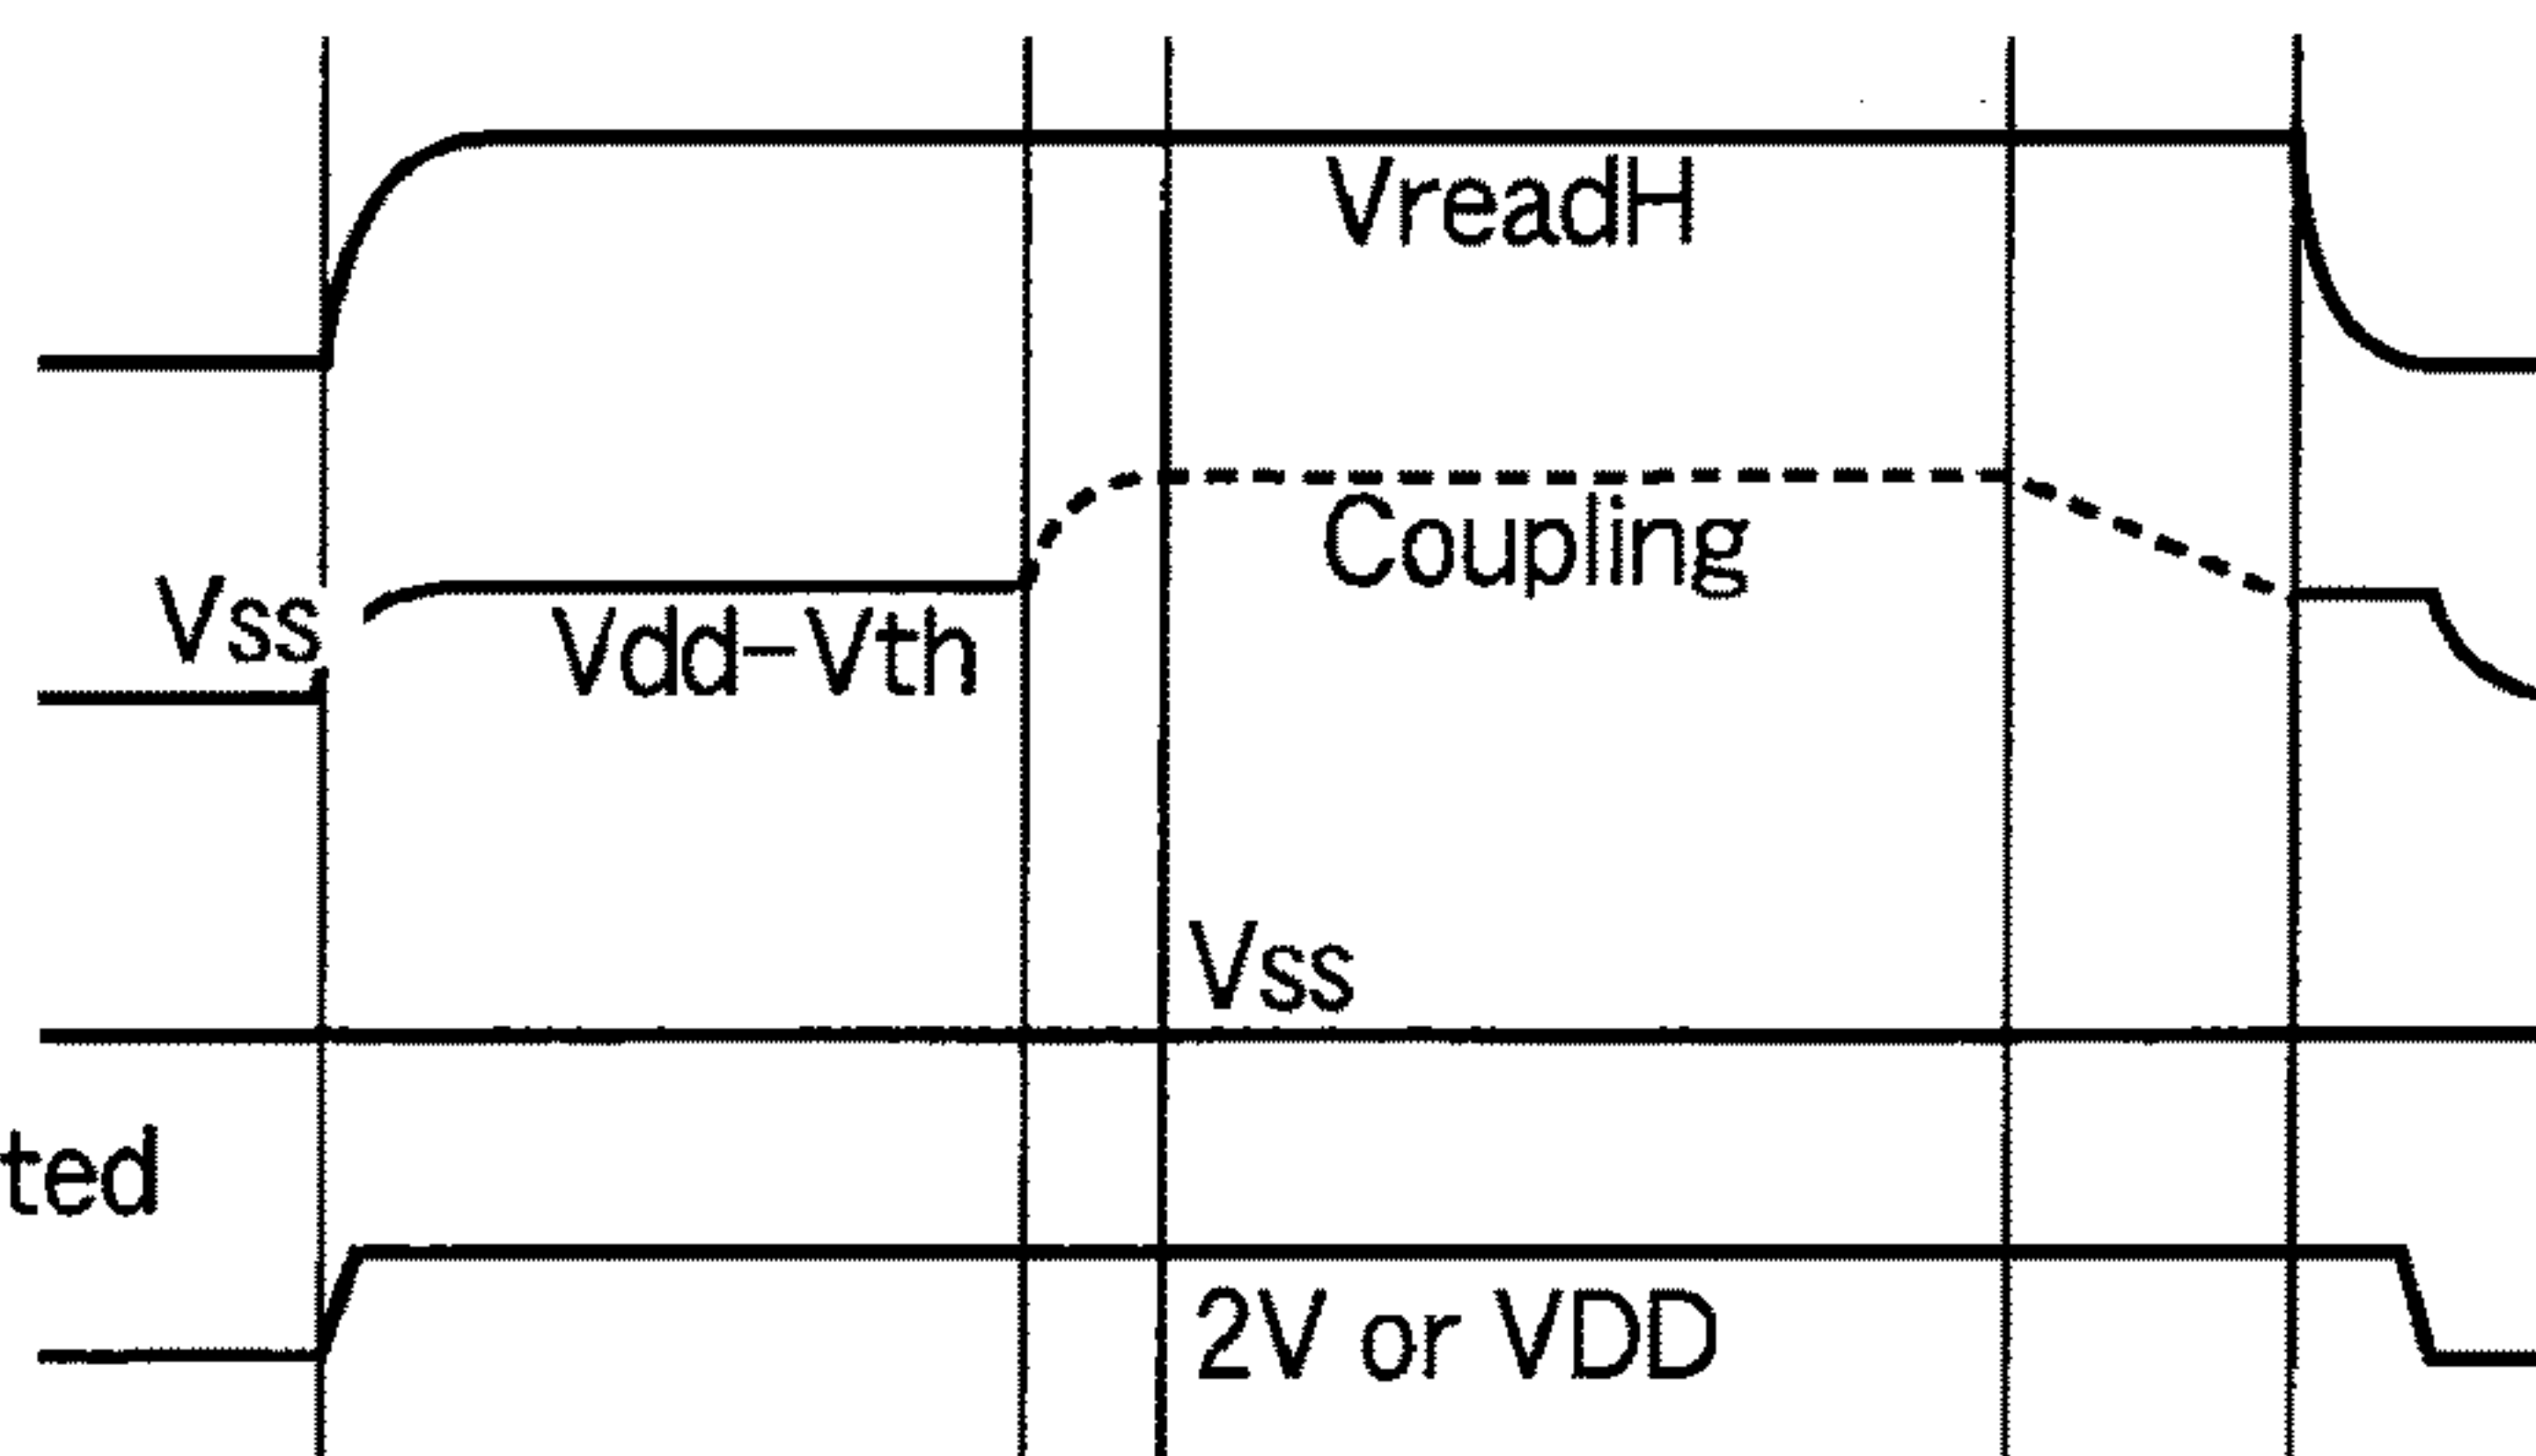 VreadH
Coupling
Vss
Vdd-Vth
Vss
ted
2V or VDD